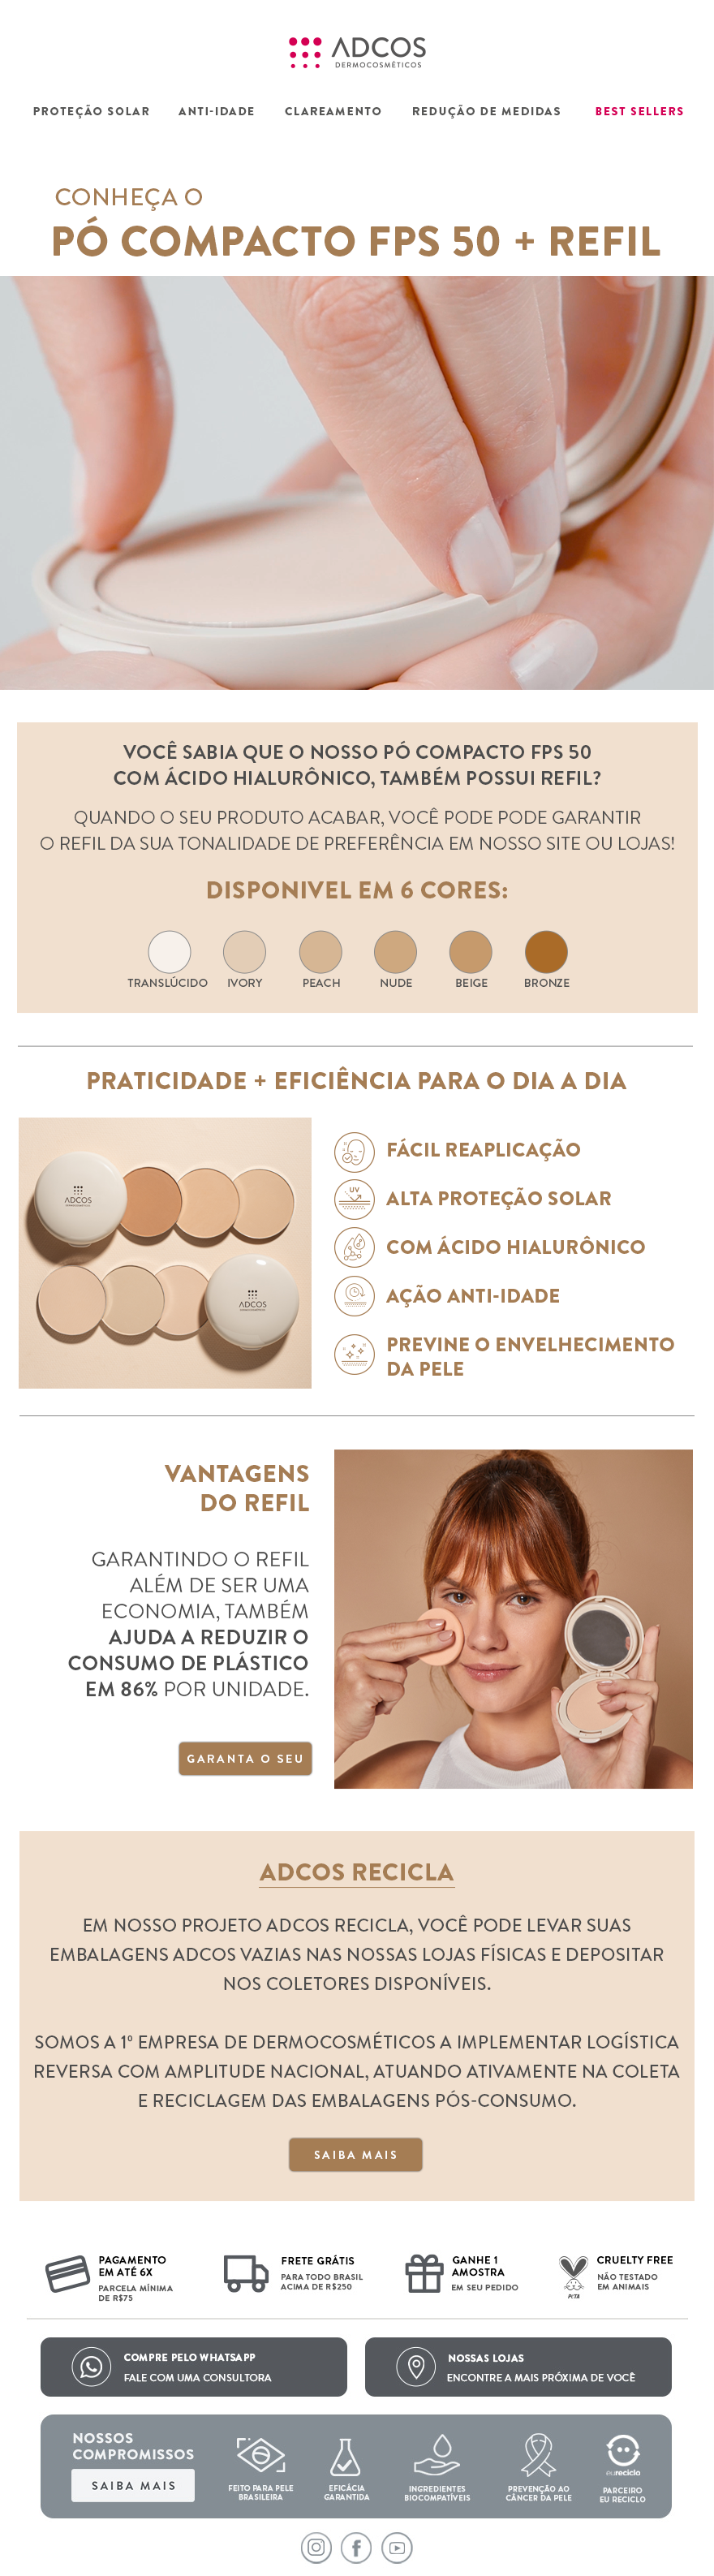 ADCOS
DERMOCOSMÉTICOS
PROTEÇÃO SOLAR ANTI-IDADE CLAREAMENTO REDUÇÃO DE MEDIDAS BEST SELLERS
CONHEÇA O
PÓ COMPACTO FPS 50 + REFIL
VOCÊ SABIA QUE O NOSSO PÓ COMPACTO FPS 50
COM ÁCIDO HIALURÔNICO, TAMBÉM POSSUI REFIL?
QUANDO O SEU PRODUTO ACABAR, VOCÊ PODE PODE GARANTIR
O REFIL DA SUA TONALIDADE DE PREFERÊNCIA EM NOSSO SITE OU LOJAS!
DISPONIVEL EM 6 CORES:
TRANSLÚCIDO IVORY PEACH NUDE BEIGE BRONZE
PRATICIDADE + EFICIÊNCIA PARA O DIA A DIA
ADCOS
ADCOS
FÁCIL REAPLICAÇÃO
UV
ALTA PROTEÇÃO SOLAR
COM ÁCIDO HIALURÔNICO
AÇÃO ANTI-IDADE
PREVINE O ENVELHECIMENTO
DA PELE
VANTAGENS
DO REFIL
GARANTINDO O REFIL
ALÉM DE SER UMA
ECONOMIA, TAMBÉM
AJUDA A REDUZIR O
CONSUMO DE PLÁSTICO
EM 86% POR UNIDADE.
GARANTA O SEU
ADCOS RECICLA
EM NOSSO PROJETO ADCOS RECICLA, VOCÊ PODE LEVAR SUAS
EMBALAGENS ADCOS VAZIAS NAS NOSSAS LOJAS FÍSICAS E DEPOSITAR
NOS COLETORES DISPONÍVEIS.
SOMOS A 1º EMPRESA DE DERMOCOSMÉTICOS A IMPLEMENTAR LOGÍSTICA
REVERSA COM AMPLITUDE NACIONAL, ATUANDO ATIVAMENTE NA COLETA
E RECICLAGEM DAS EMBALAGENS PÓS-CONSUMO.
SAIBA MAIS
PAGAMENTO
EM ATÉ 6X
PARCELA MÍNIMA
DE R$75
FRETE GRÁTIS
PARA TODO BRASIL
ACIMA DE R$250
GANHE 1
AMOSTRA
EM SEU PEDIDO
PETA
CRUELTY FREE
NÃO TESTADO
EM ANIMAIS
COMPRE PELO WHATSAPP
FALE COM UMA CONSULTORA
NOSSAS LOJAS
ENCONTRE A MAIS PRÓXIMA DE VOCÊ
NOSSOS
COMPROMISSOS
SAIBA MAIS
FEITO PARA PELE
BRASILEIRA
EFICÁCIA
GARANTIDA
INGREDIENTES
BIOCOMPATÍVEIS
PREVENÇÃO AO
CÂNCER DA PELE
eureciclo
PARCEIRO
EU RECICLO